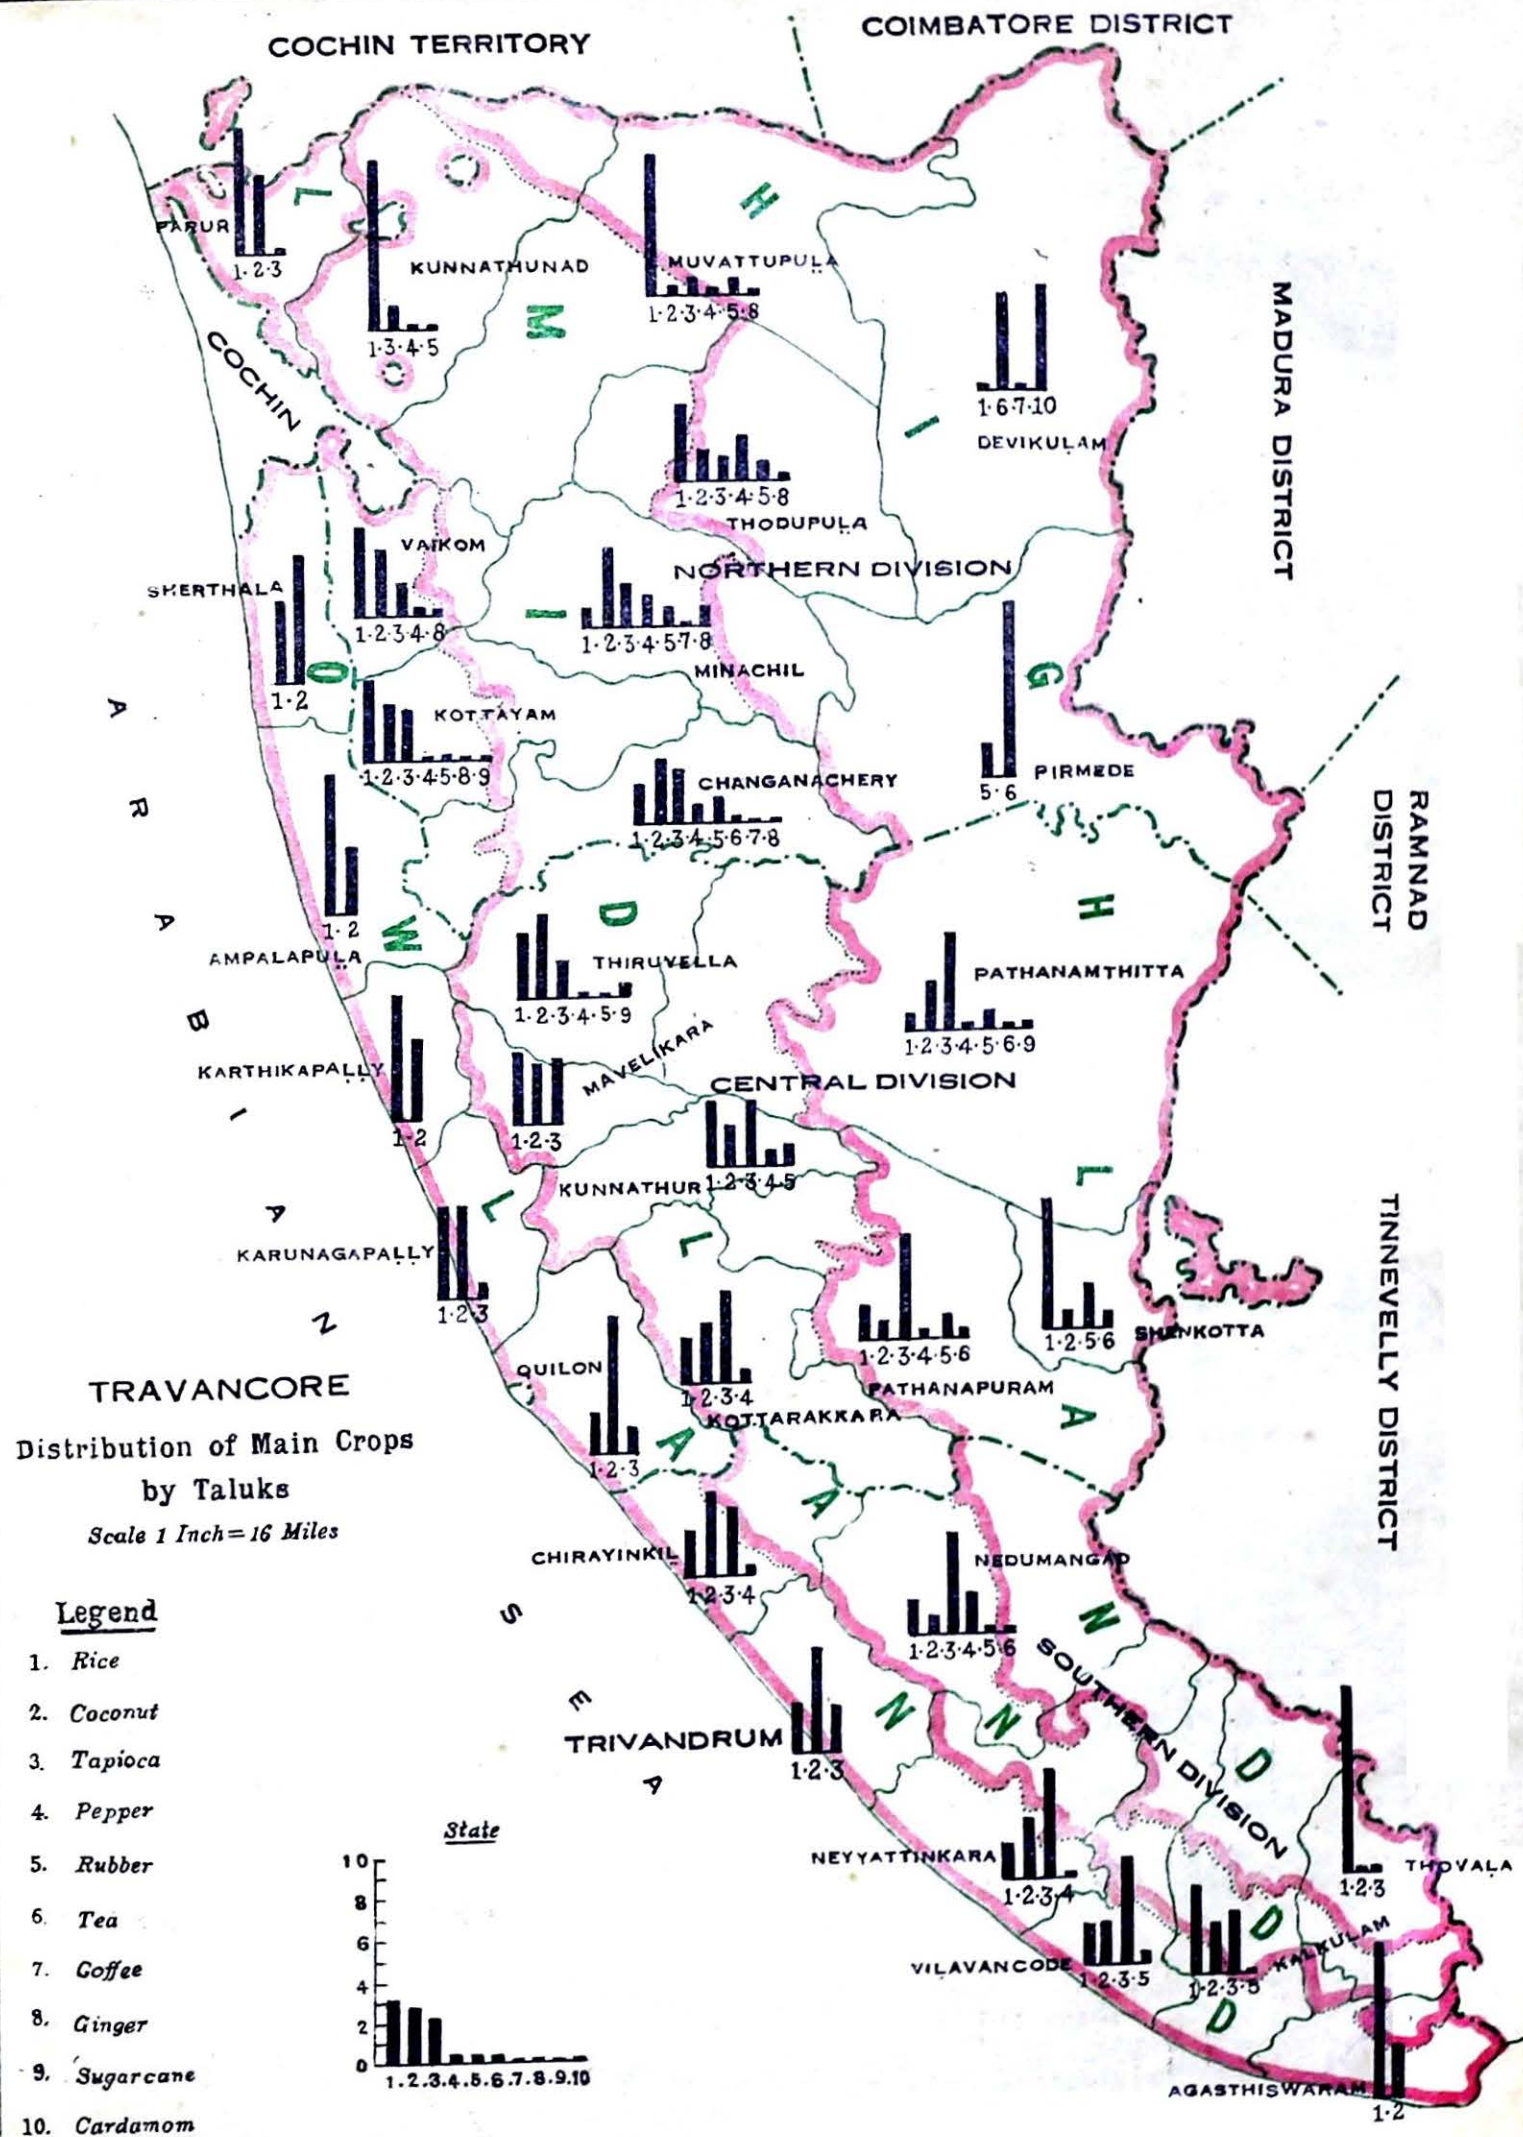 COCHIN TERRITORY
COIMBATORE DISTRICT
L
H
PARUR
1·2·3
KUNNATHUNAD
1·3·4·5
MUVATTUPULA
1·2·3·4·5·8
M
COCHIN
MADURA DISTRICT
1·6·7·10
DEVIKULAM
I
1·2·3·4·5·8
THODUPULA
VAIKOM
1·2·3·4·8
NORTHERN DIVISION
SHERTHALA
1·2
I
1·2·3·4·5·7·8
MINACHIL
O
G
KOTTAYAM
1·2·3·4·5·8·9
5·6
PIRMEDE
CHANGANACHERY
1·2·3·4·5·6·7·8
RAMNAD
DISTRICT
1·2
AMPALAPULA
W
D
H
THIRUVELLA
1·2·3·4·5·9
PATHANAMTHITTA
1·2·3·4·5·6·9
KARTHIKAPALLY
1·2
MAVELIKARA
1·2·3
CENTRAL DIVISION
KUNNATHUR
1·2·3·4·5
L
L
L
KARUNAGAPALLY
1·2·3
TINNEVELLY DISTRICT
1·2·3·4·5·6
PATHANAPURAM
1·2·5·6
SHENKOTTA
QUILON
1·2·3
1·2·3·4
KOTTARAKKARA
A
A
A
ARABIAN SEA
TRAVANCORE
Distribution of Main Crops
by Taluks
Scale 1 Inch=16 Miles
CHIRAYINKIL
1·2·3·4
NEDUMANGAD
1·2·3·4·5·6
N
N
N
SOUTHERN DIVISION
TRIVANDRUM
1·2·3
D
D
D
NEYYATTINKARA
1·2·3·4
THOVALA
1·2·3
VILAVANCODE
1·2·3·5
KALKULAM
1·2·3·5
AGASTHISWARAM
1·2
Legend
1. Rice
2. Coconut
3. Tapioca
4. Pepper
5. Rubber
6. Tea
7. Coffee
8. Ginger
9. Sugarcane
10. Cardamom
State
10
8
6
4
2
0
1.2.3.4.5.6.7.8.9.10